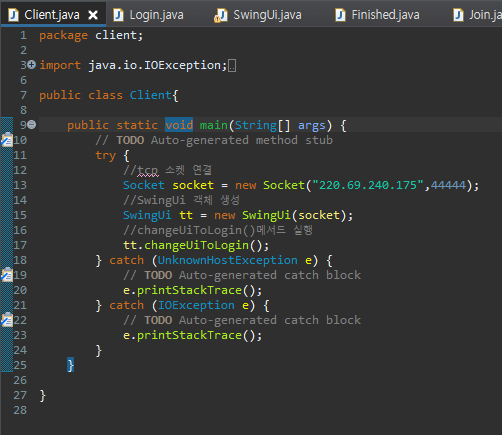 Client.java Login.java SwingUi.java Finished.java Join.java
1 package client;
2
3 import java.io.IOException;
6
7 public class Client{
8
9 public static void main(String[] args) {
10 // TODO Auto-generated method stub
11 try {
12 //tcp 소켓 연결
13 Socket socket = new Socket("220.69.240.175",44444);
14 //SwingUi 객체 생성
15 SwingUi tt = new SwingUi(socket);
16 //changeUiToLogin()메서드 실행
17 tt.changeUiToLogin();
18 } catch (UnknownHostException e) {
19 // TODO Auto-generated catch block
20 e.printStackTrace();
21 } catch (IOException e) {
22 // TODO Auto-generated catch block
23 e.printStackTrace();
24 }
25 }
26
27 }
28